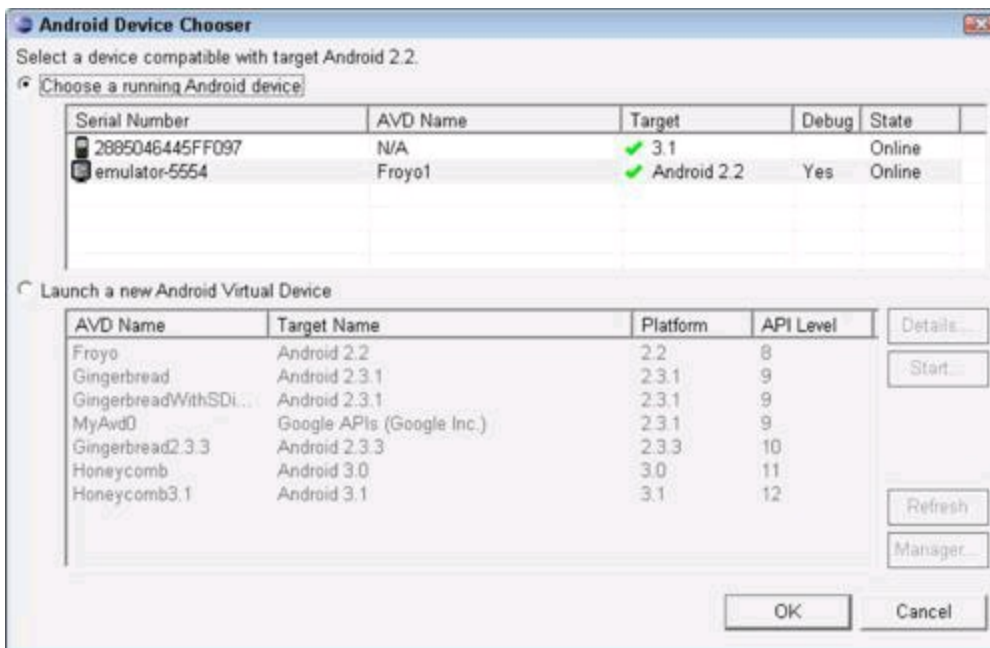 Android Device Chooser
Select a device compatible with target Android 2.2.
Choose a running Android device
Serial Number AVD Name Target Debug State
2885046445FF097 N/A 3.1 Online
emulator-5554 Froyo1 Android 2.2 Yes Online
Launch a new Android Virtual Device
AVD Name Target Name Platform API Level
Froyo Android 2.2 2.2 8
Gingerbread Android 2.3.1 2.3.1 9
GingerbreadWithSDi... Android 2.3.1 2.3.1 9
MyAvd0 Google APIs (Google Inc.) 2.3.1 9
Gingerbread2.3.3 Android 2.3.3 2.3.3 10
Honeycomb Android 3.0 3.0 11
Honeycomb3.1 Android 3.1 3.1 12
Details...
Start...
Refresh
Manager...
OK Cancel